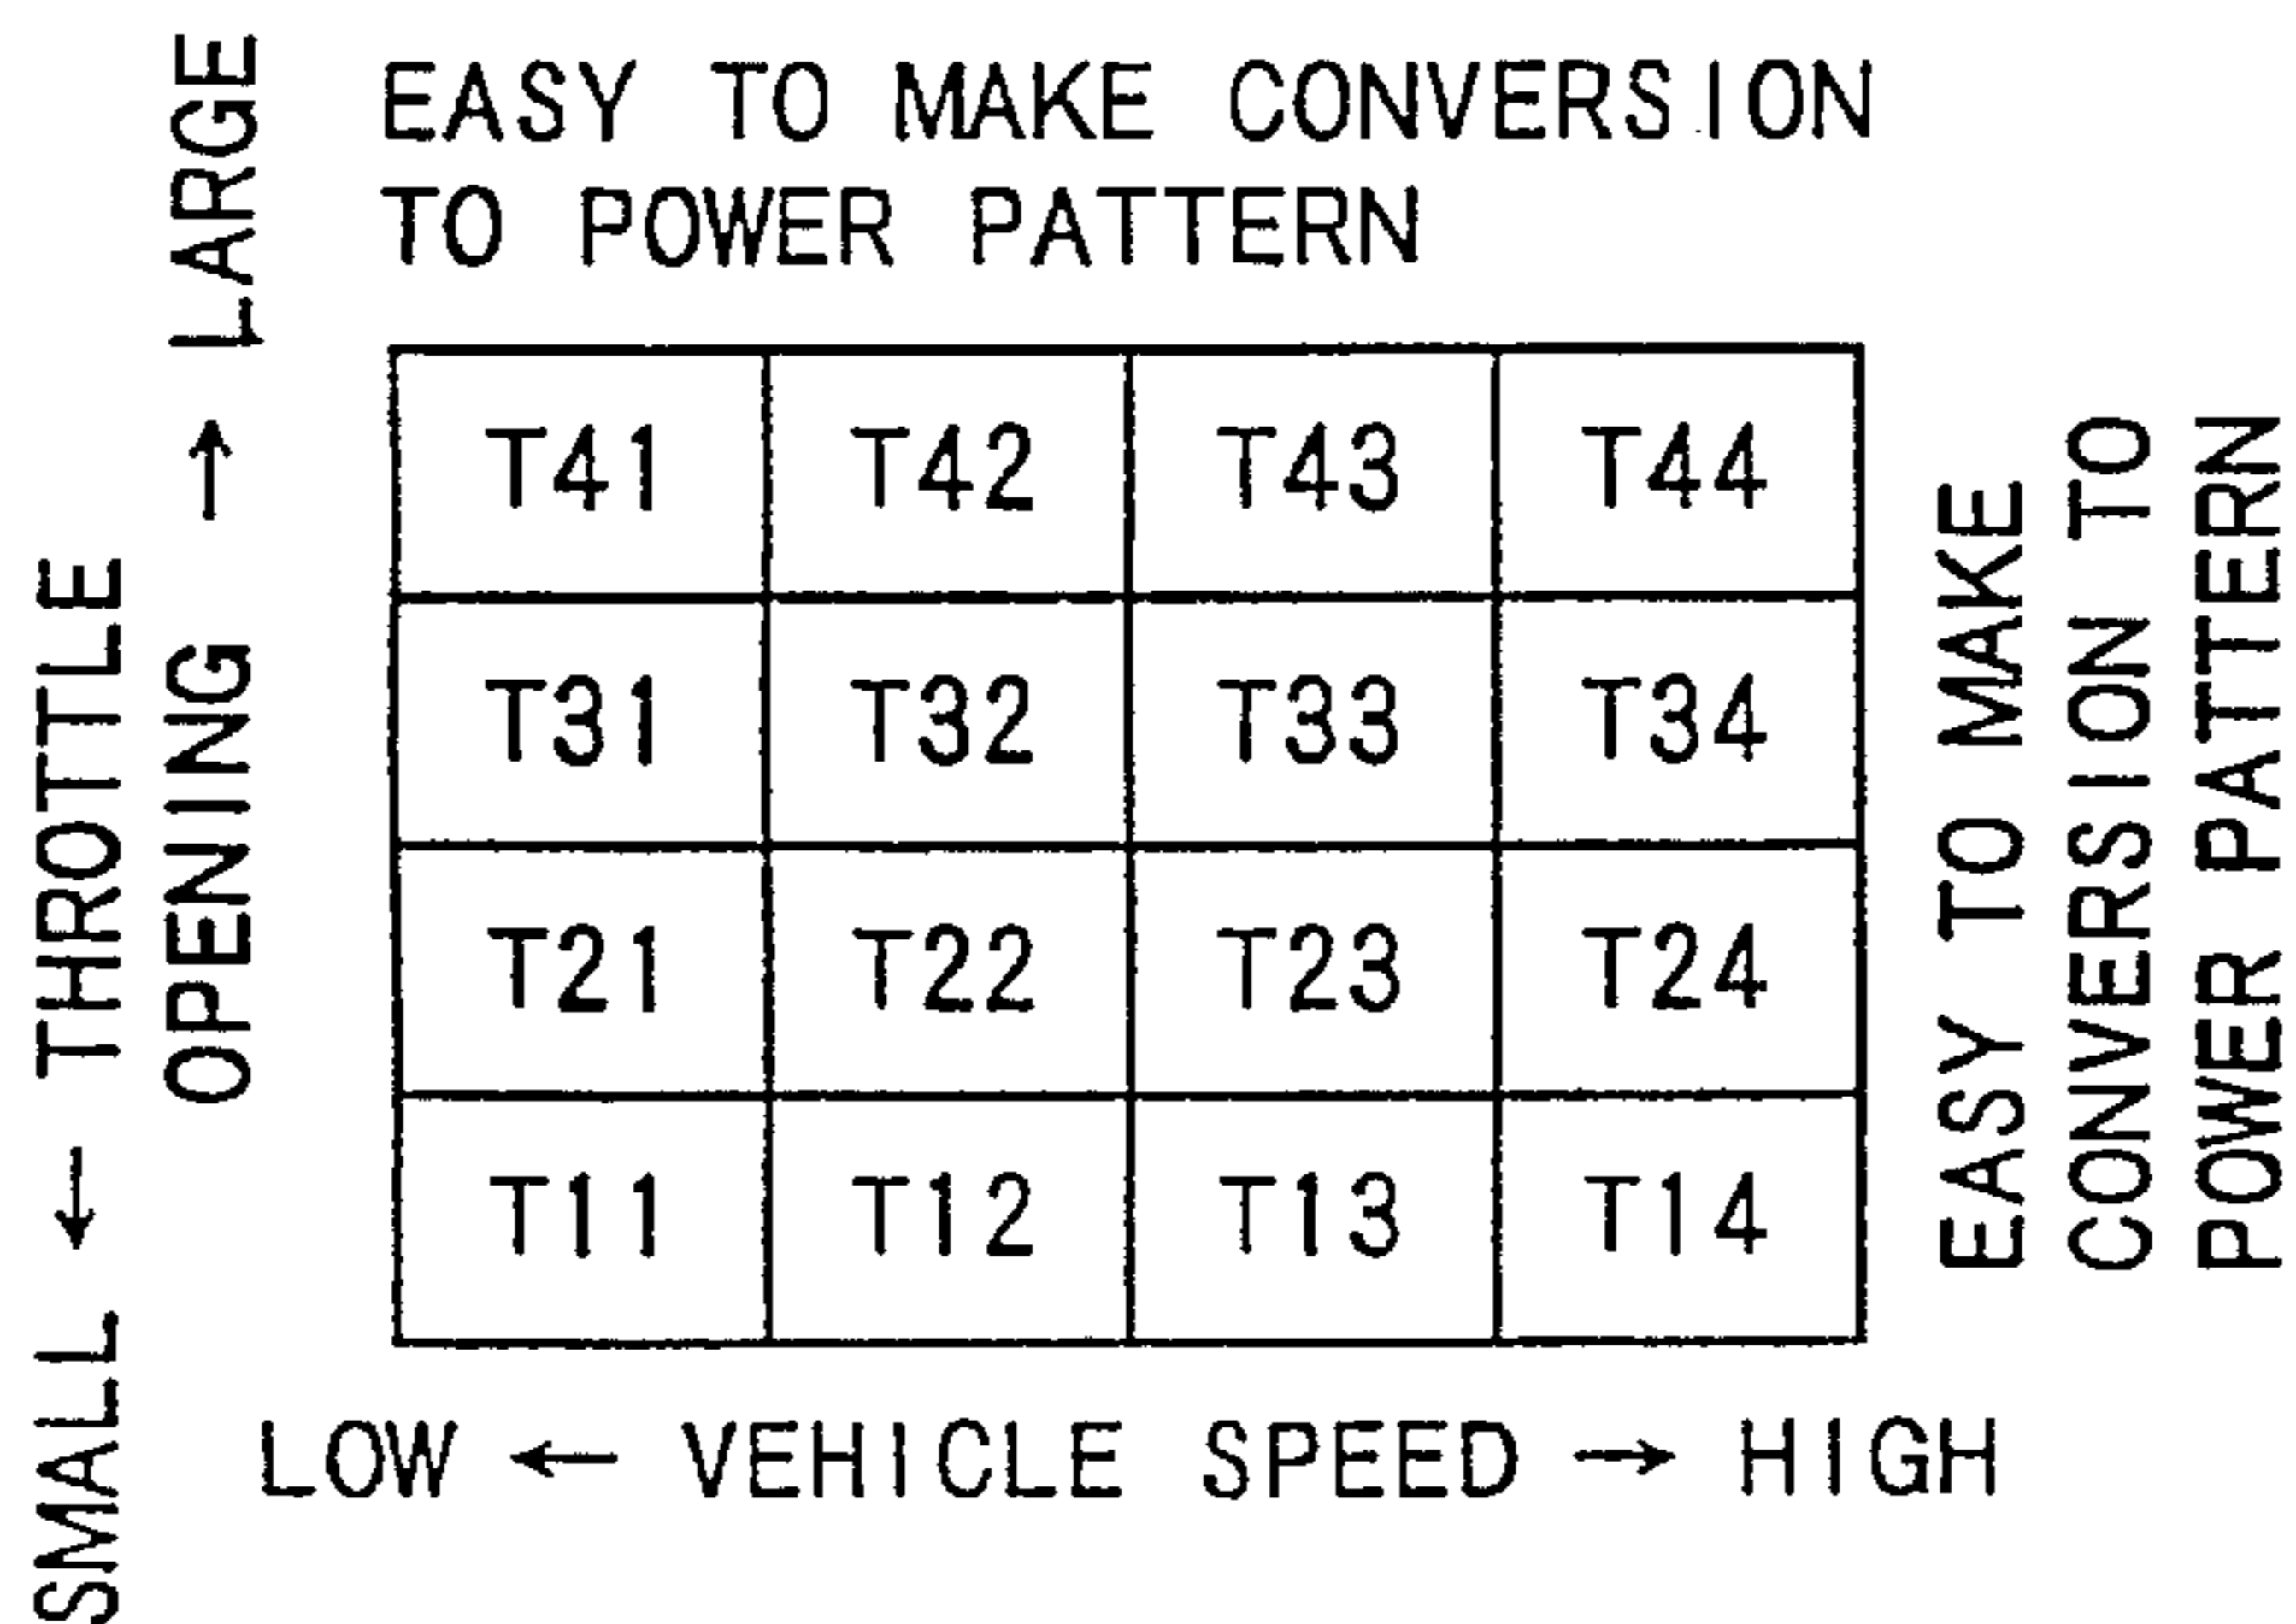 EASY TO MAKE CONVERSION
TO POWER PATTERN
SMALL ← THROTTLE
OPENING → LARGE
T41 T42 T43 T44
T31 T32 T33 T34
T21 T22 T23 T24
T11 T12 T13 T14
EASY TO MAKE
CONVERSION TO
POWER PATTERN
LOW ← VEHICLE SPEED → HIGH